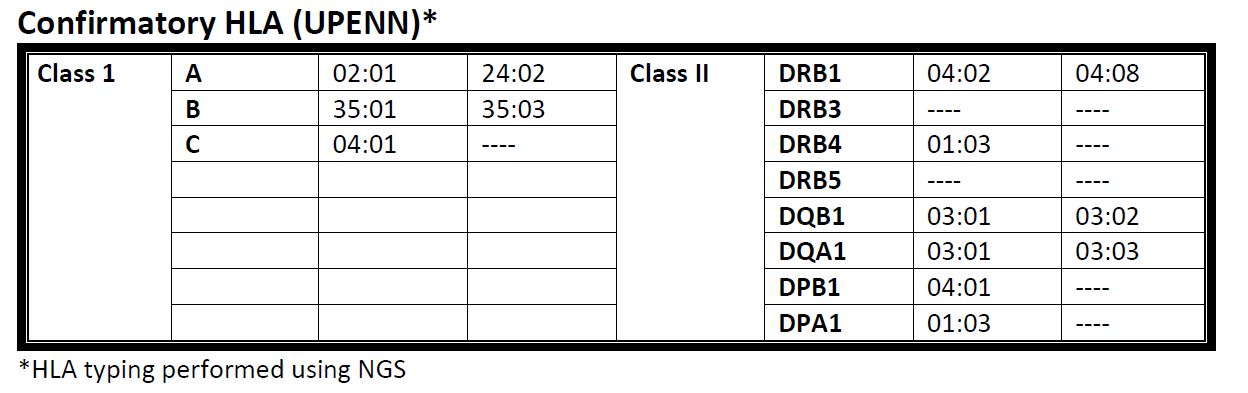 Confirmatory HLA (UPENN)*
Class 1 A 02:01 24:02 Class II DRB1 04:02 04:08
B 35:01 35:03 DRB3 ---- ----
C 04:01 ---- DRB4 01:03 ----
DRB5 ---- ----
DQB1 03:01 03:02
DQA1 03:01 03:03
DPB1 04:01 ----
DPA1 01:03 ----
*HLA typing performed using NGS